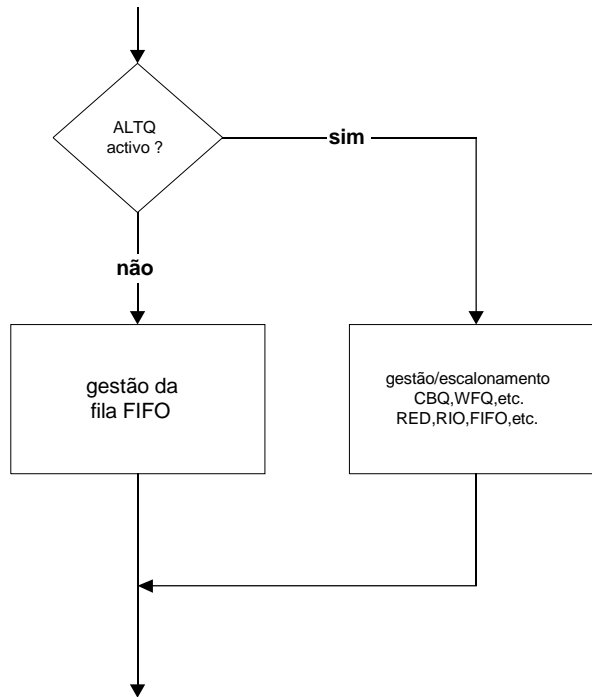 ALTQ
activo ?
sim
não
gestão da
fila FIFO
gestão/escalonamento
CBQ,WFQ,etc.
RED,RIO,FIFO,etc.